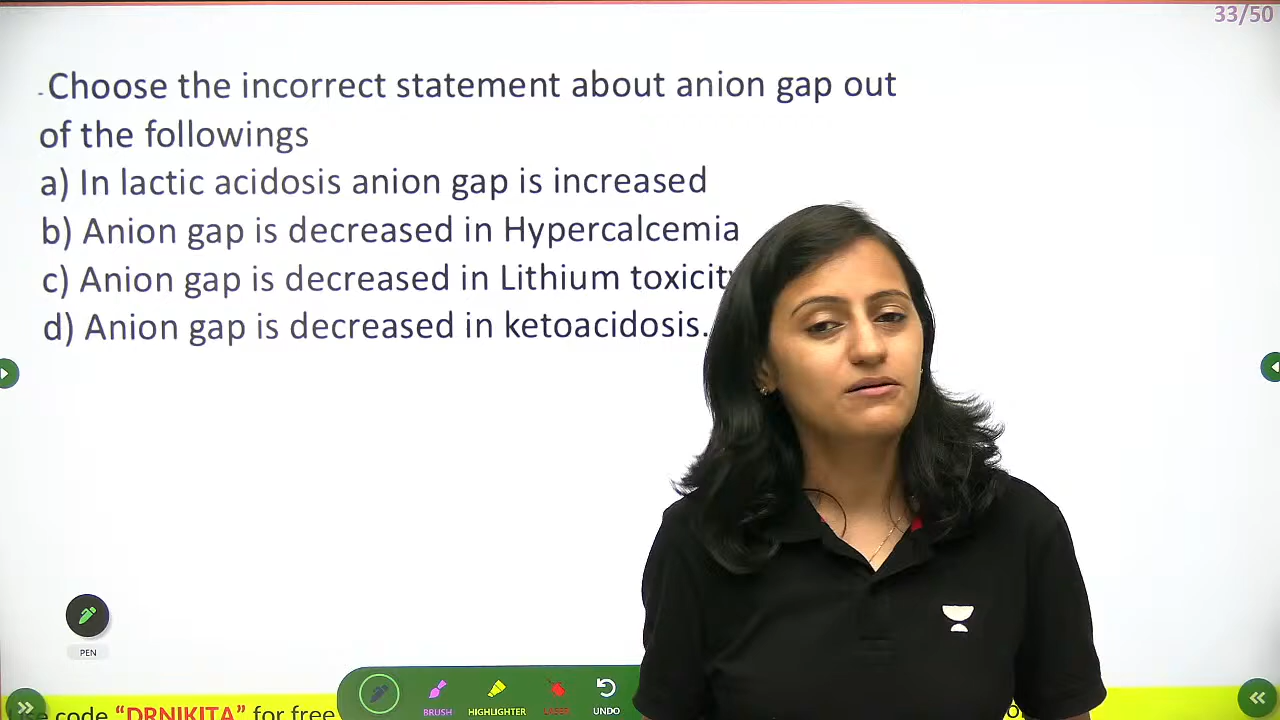 33/50
-Choose the incorrect statement about anion gap out
of the followings
a) In lactic acidosis anion gap is increased
b) Anion gap is decreased in Hypercalcemia
c) Anion gap is decreased in Lithium toxicity
d) Anion gap is decreased in ketoacidosis.
PEN
BRUSH
HIGHLIGHTER
LASER
UNDO
code "DRNIKITA" for free